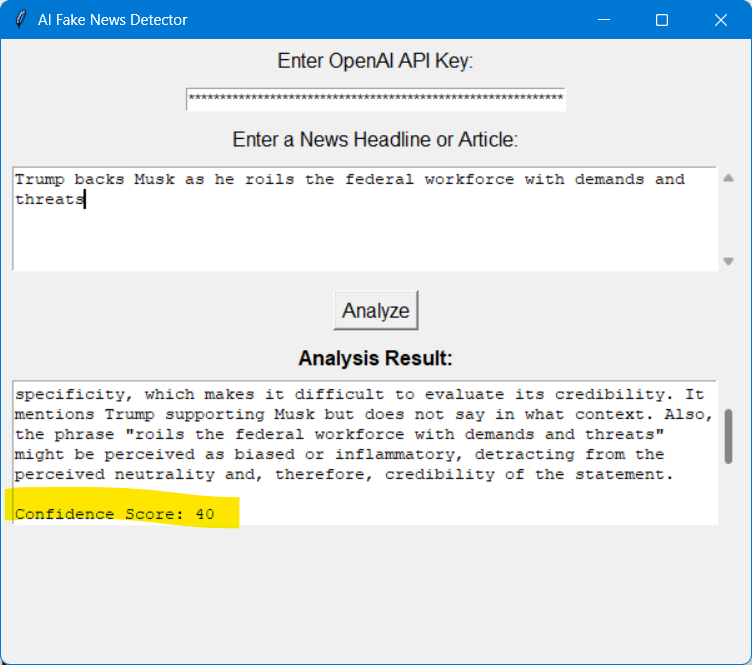 AI Fake News Detector
Enter OpenAI API Key:
************************************************************
Enter a News Headline or Article:
Trump backs Musk as he roils the federal workforce with demands and
threats
Analyze
Analysis Result:
specificity, which makes it difficult to evaluate its credibility. It
mentions Trump supporting Musk but does not say in what context. Also,
the phrase "roils the federal workforce with demands and threats"
might be perceived as biased or inflammatory, detracting from the
perceived neutrality and, therefore, credibility of the statement.
Confidence Score: 40